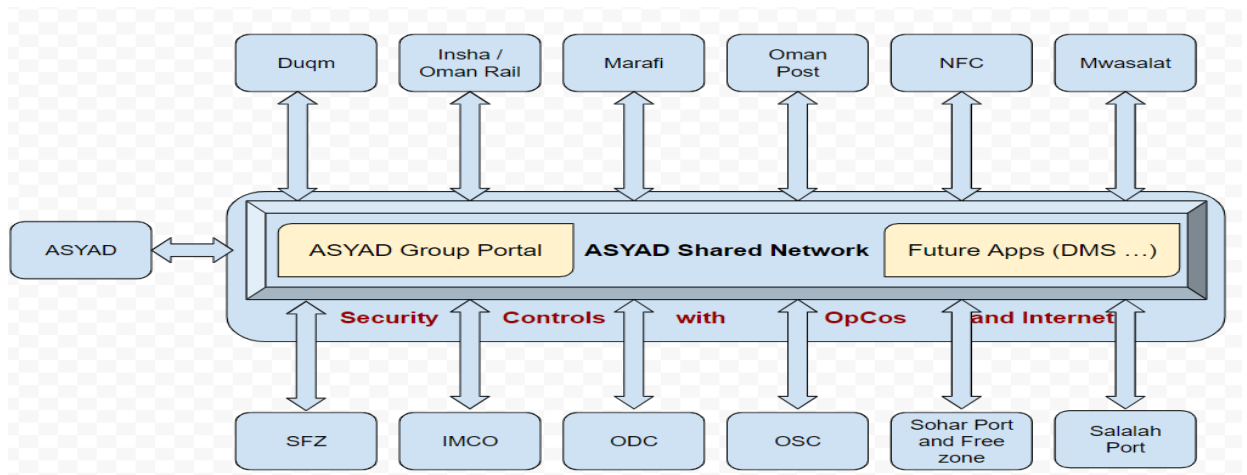 Duqm
Insha /
Oman Rail
Marafi
Oman
Post
NFC
Mwasalat
ASYAD
ASYAD Group Portal
ASYAD Shared Network
Future Apps (DMS ...)
Security Controls with OpCos and Internet
SFZ
IMCO
ODC
OSC
Sohar Port
and Free
zone
Salalah
Port